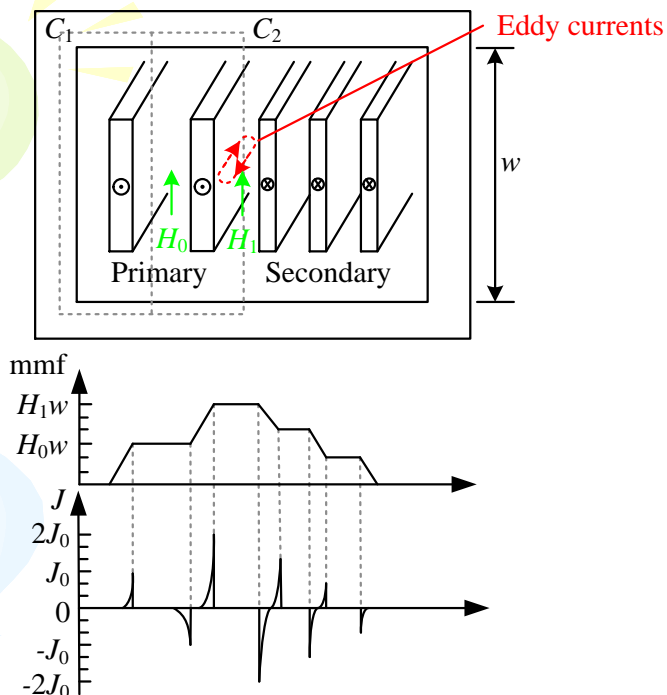 C₁
C₂
Eddy currents
w
H₀
H₁
Primary
Secondary
mmf
H₁w
H₀w
J
2J₀
J₀
0
-J₀
-2J₀